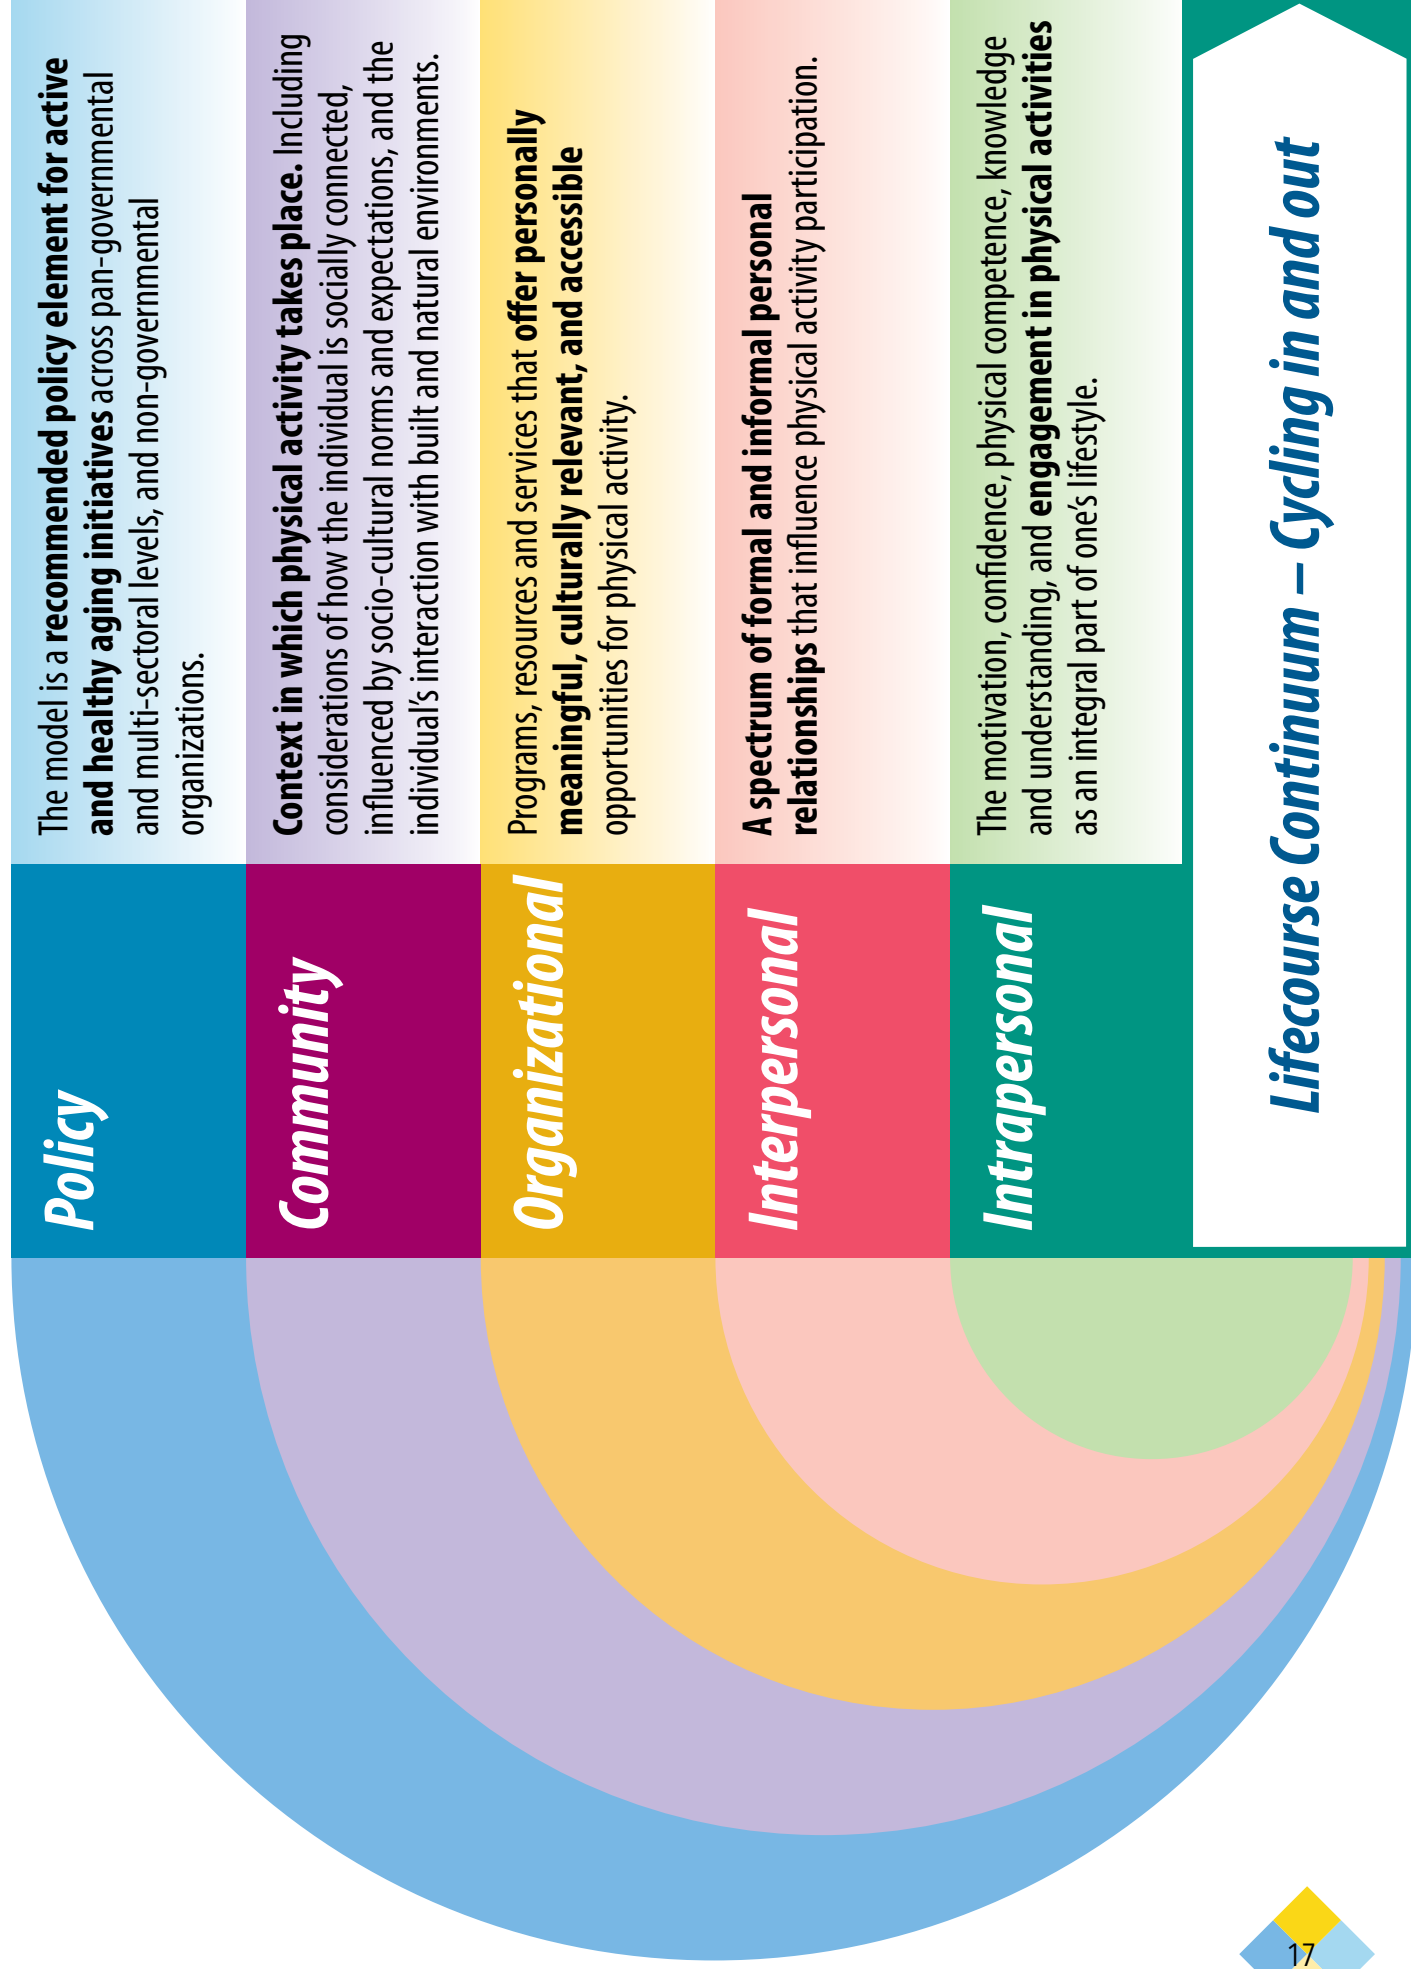 Policy
The model is a recommended policy element for active
and healthy aging initiatives across pan-governmental
and multi-sectoral levels, and non-governmental
organizations.
Community
Context in which physical activity takes place. Including
considerations of how the individual is socially connected,
influenced by socio-cultural norms and expectations, and the
individual’s interaction with built and natural environments.
Organizational
Programs, resources and services that offer personally
meaningful, culturally relevant, and accessible
opportunities for physical activity.
Interpersonal
A spectrum of formal and informal personal
relationships that influence physical activity participation.
Intrapersonal
The motivation, confidence, physical competence, knowledge
and understanding, and engagement in physical activities
as an integral part of one’s lifestyle.
Lifecourse Continuum – Cycling in and out
17